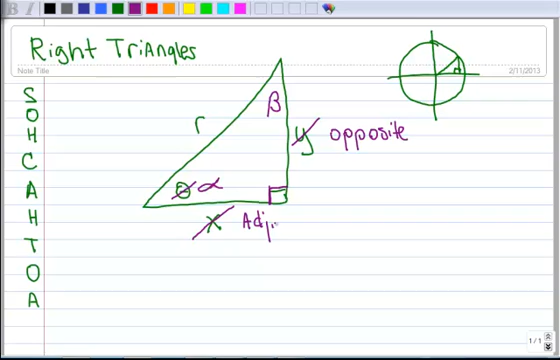 Right Triangles
Note Title
2/11/2013
S
O
H
C
A
H
T
O
A
r
β
y opposite
θ α
x Adj
1/1